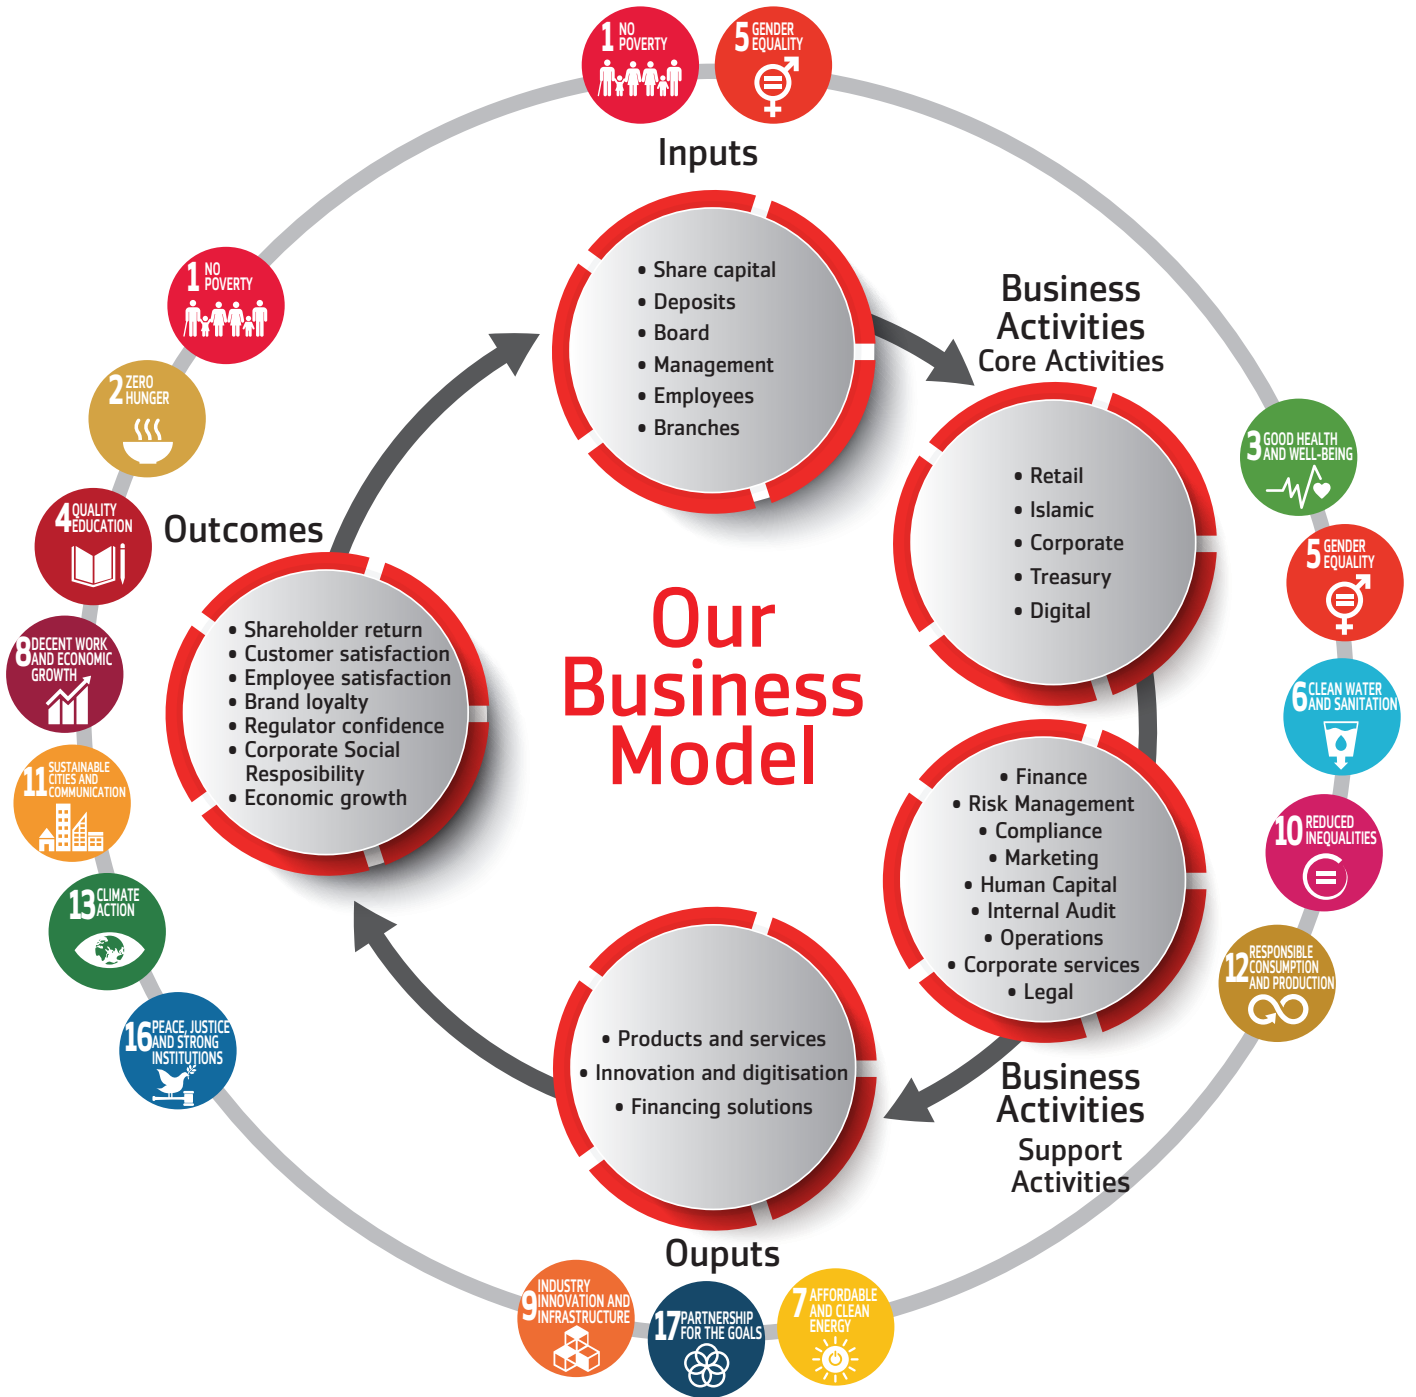 1 NO
POVERTY
5 GENDER
EQUALITY
Inputs
• Share capital
• Deposits
• Board
• Management
• Employees
• Branches
Business
Activities
Core Activities
• Retail
• Islamic
• Corporate
• Treasury
• Digital
3 GOOD HEALTH
AND WELL-BEING
5 GENDER
EQUALITY
6 CLEAN WATER
AND SANITATION
10 REDUCED
INEQUALITIES
12 RESPONSIBLE
CONSUMPTION
AND PRODUCTION
• Finance
• Risk Management
• Compliance
• Marketing
• Human Capital
• Internal Audit
• Operations
• Corporate services
• Legal
Business
Activities
Support
Activities
• Products and services
• Innovation and digitisation
• Financing solutions
Ouputs
9 INDUSTRY
INNOVATION AND
INFRASTRUCTURE
17 PARTNERSHIP
FOR THE GOALS
7 AFFORDABLE
AND CLEAN
ENERGY
Outcomes
• Shareholder return
• Customer satisfaction
• Employee satisfaction
• Brand loyalty
• Regulator confidence
• Corporate Social
Resposibility
• Economic growth
1 NO
POVERTY
2 ZERO
HUNGER
4 QUALITY
EDUCATION
8 DECENT WORK
AND ECONOMIC
GROWTH
11 SUSTAINABLE
CITIES AND
COMMUNICATION
13 CLIMATE
ACTION
16 PEACE, JUSTICE
AND STRONG
INSTITUTIONS
Our
Business
Model